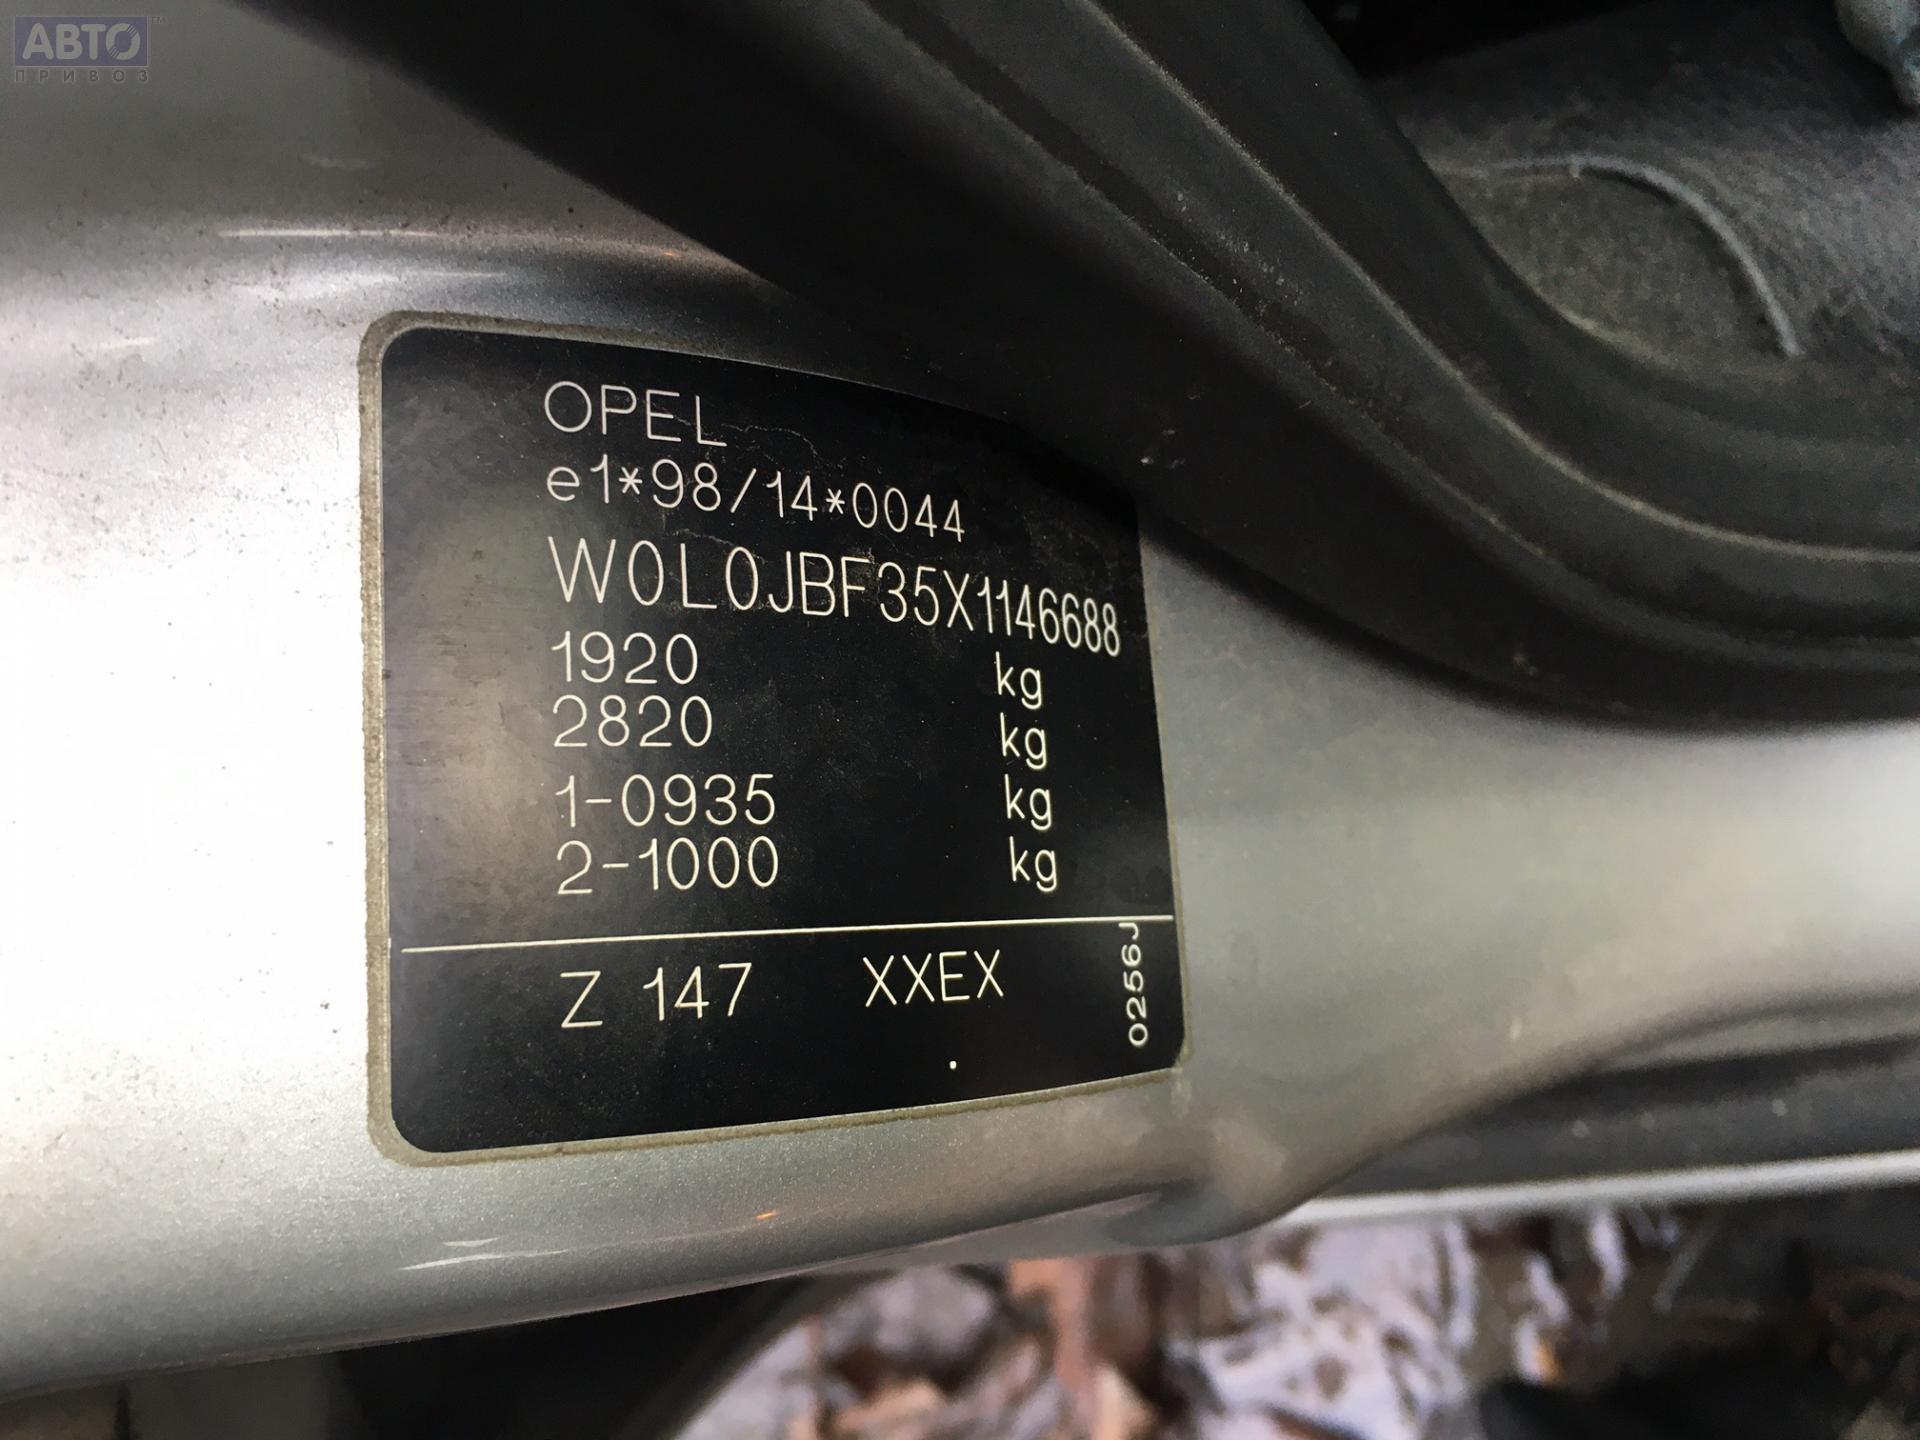 АВТО™
ПРИВОЗ
OPEL
e1*98/14*0044
W0L0JBF35X1146688
1920 kg
2820 kg
1-0935 kg
2-1000 kg
Z 147 XXEX
0256J